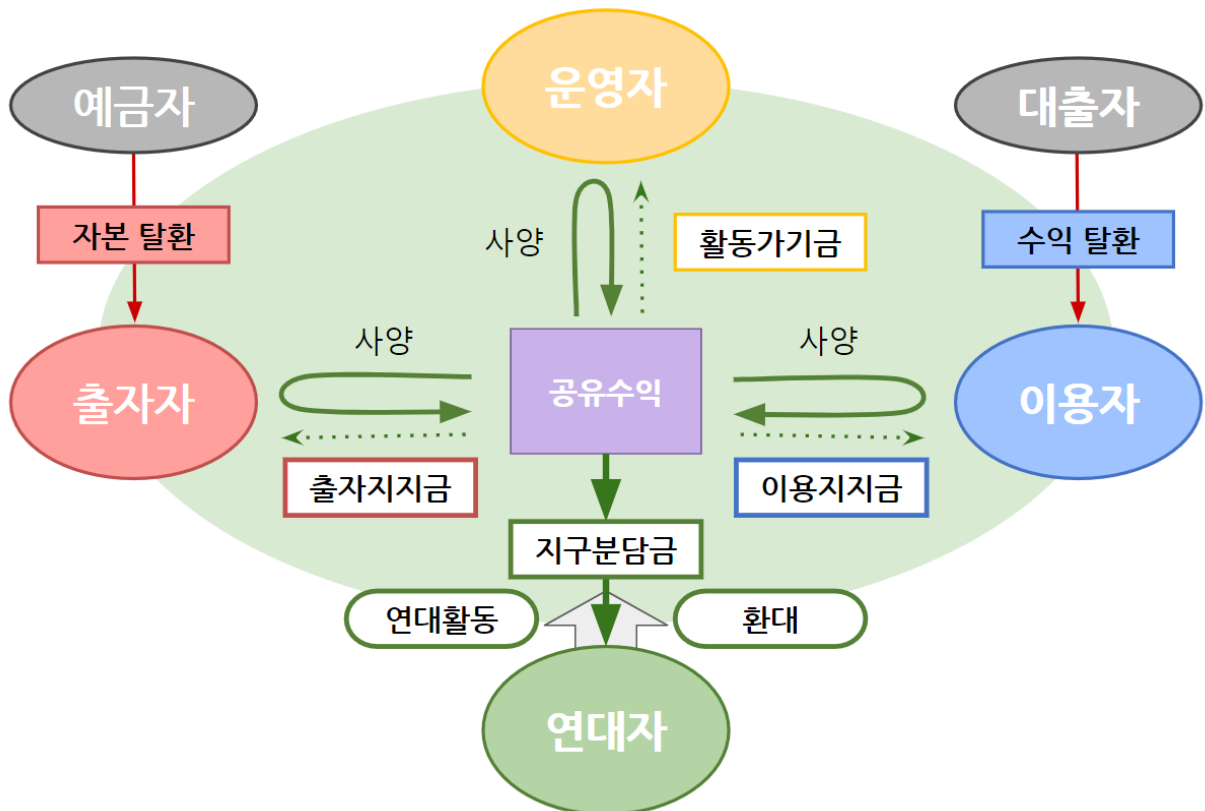 예금자
운영자
대출자
자본 탈환
사양
활동가기금
수익 탈환
출자자
사양
공유수익
사양
이용자
출자지지금
이용지지금
지구분담금
연대활동
환대
연대자